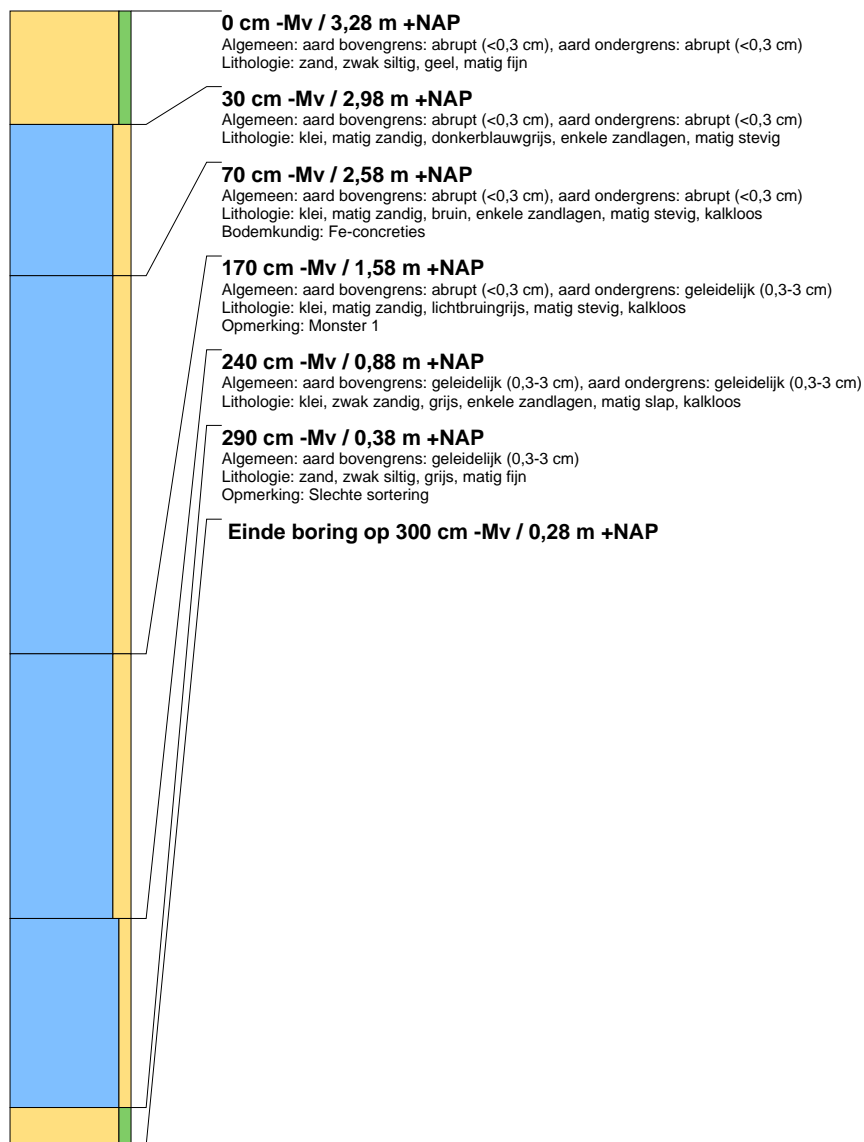 0 cm -Mv / 3,28 m +NAP
Algemeen: aard bovengrens: abrupt (<0,3 cm), aard ondergrens: abrupt (<0,3 cm)
Lithologie: zand, zwak siltig, geel, matig fijn
30 cm -Mv / 2,98 m +NAP
Algemeen: aard bovengrens: abrupt (<0,3 cm), aard ondergrens: abrupt (<0,3 cm)
Lithologie: klei, matig zandig, donkerblauwgrijs, enkele zandlagen, matig stevig
70 cm -Mv / 2,58 m +NAP
Algemeen: aard bovengrens: abrupt (<0,3 cm), aard ondergrens: abrupt (<0,3 cm)
Lithologie: klei, matig zandig, bruin, enkele zandlagen, matig stevig, kalkloos
Bodemkundig: Fe-concreties
170 cm -Mv / 1,58 m +NAP
Algemeen: aard bovengrens: abrupt (<0,3 cm), aard ondergrens: geleidelijk (0,3-3 cm)
Lithologie: klei, matig zandig, lichtbruingrijs, matig stevig, kalkloos
Opmerking: Monster 1
240 cm -Mv / 0,88 m +NAP
Algemeen: aard bovengrens: geleidelijk (0,3-3 cm), aard ondergrens: geleidelijk (0,3-3 cm)
Lithologie: klei, zwak zandig, grijs, enkele zandlagen, matig slap, kalkloos
290 cm -Mv / 0,38 m +NAP
Algemeen: aard bovengrens: geleidelijk (0,3-3 cm)
Lithologie: zand, zwak siltig, grijs, matig fijn
Opmerking: Slechte sortering
Einde boring op 300 cm -Mv / 0,28 m +NAP